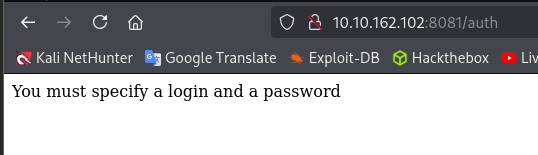 10.10.162.102:8081/auth
Kali NetHunter Google Translate Exploit-DB Hackthebox Liv
You must specify a login and a password